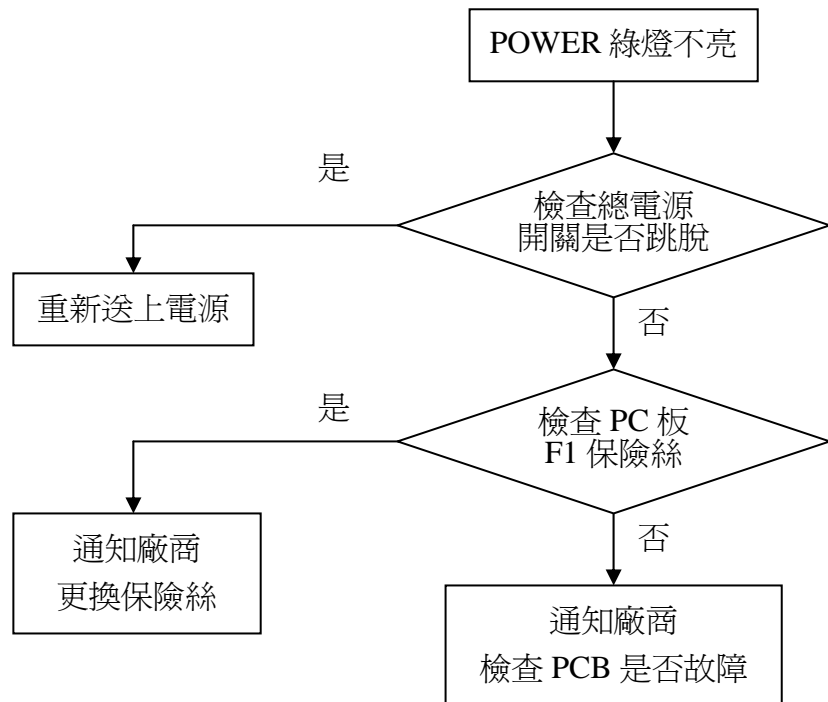 POWER 綠燈不亮
是
檢查總電源
開關是否跳脫
重新送上電源
否
是
檢查 PC 板
F1 保險絲
通知廠商
更換保險絲
否
通知廠商
檢查 PCB 是否故障